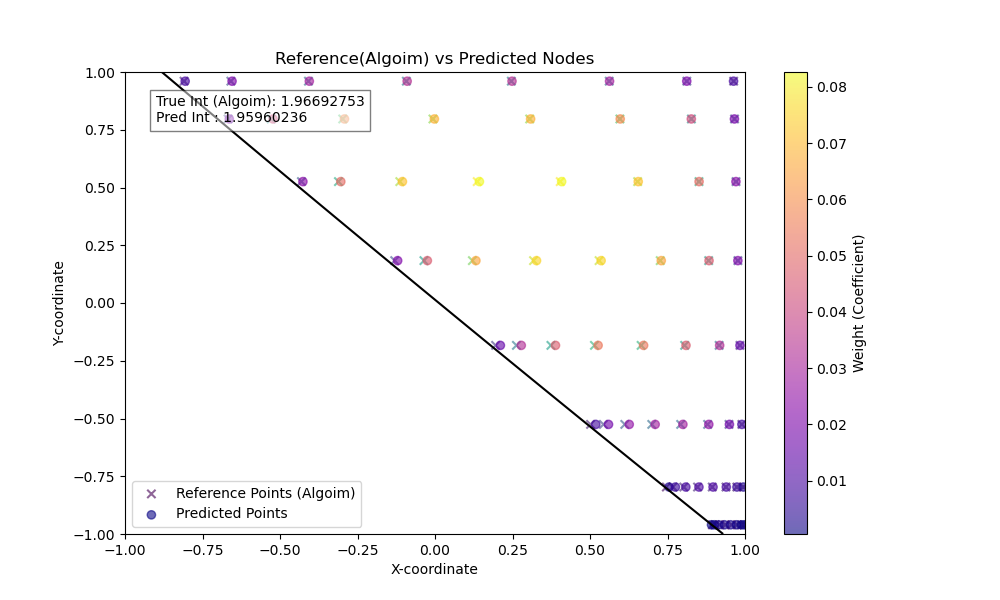 Reference(Algoim) vs Predicted Nodes
True Int (Algoim): 1.96692753
Pred Int : 1.95960236
1.00
0.75
0.50
0.25
0.00
−0.25
−0.50
−0.75
−1.00
Y-coordinate
Reference Points (Algoim)
Predicted Points
−1.00 −0.75 −0.50 −0.25 0.00 0.25 0.50 0.75 1.00
X-coordinate
0.08
0.07
0.06
0.05
0.04
0.03
0.02
0.01
Weight (Coefficient)